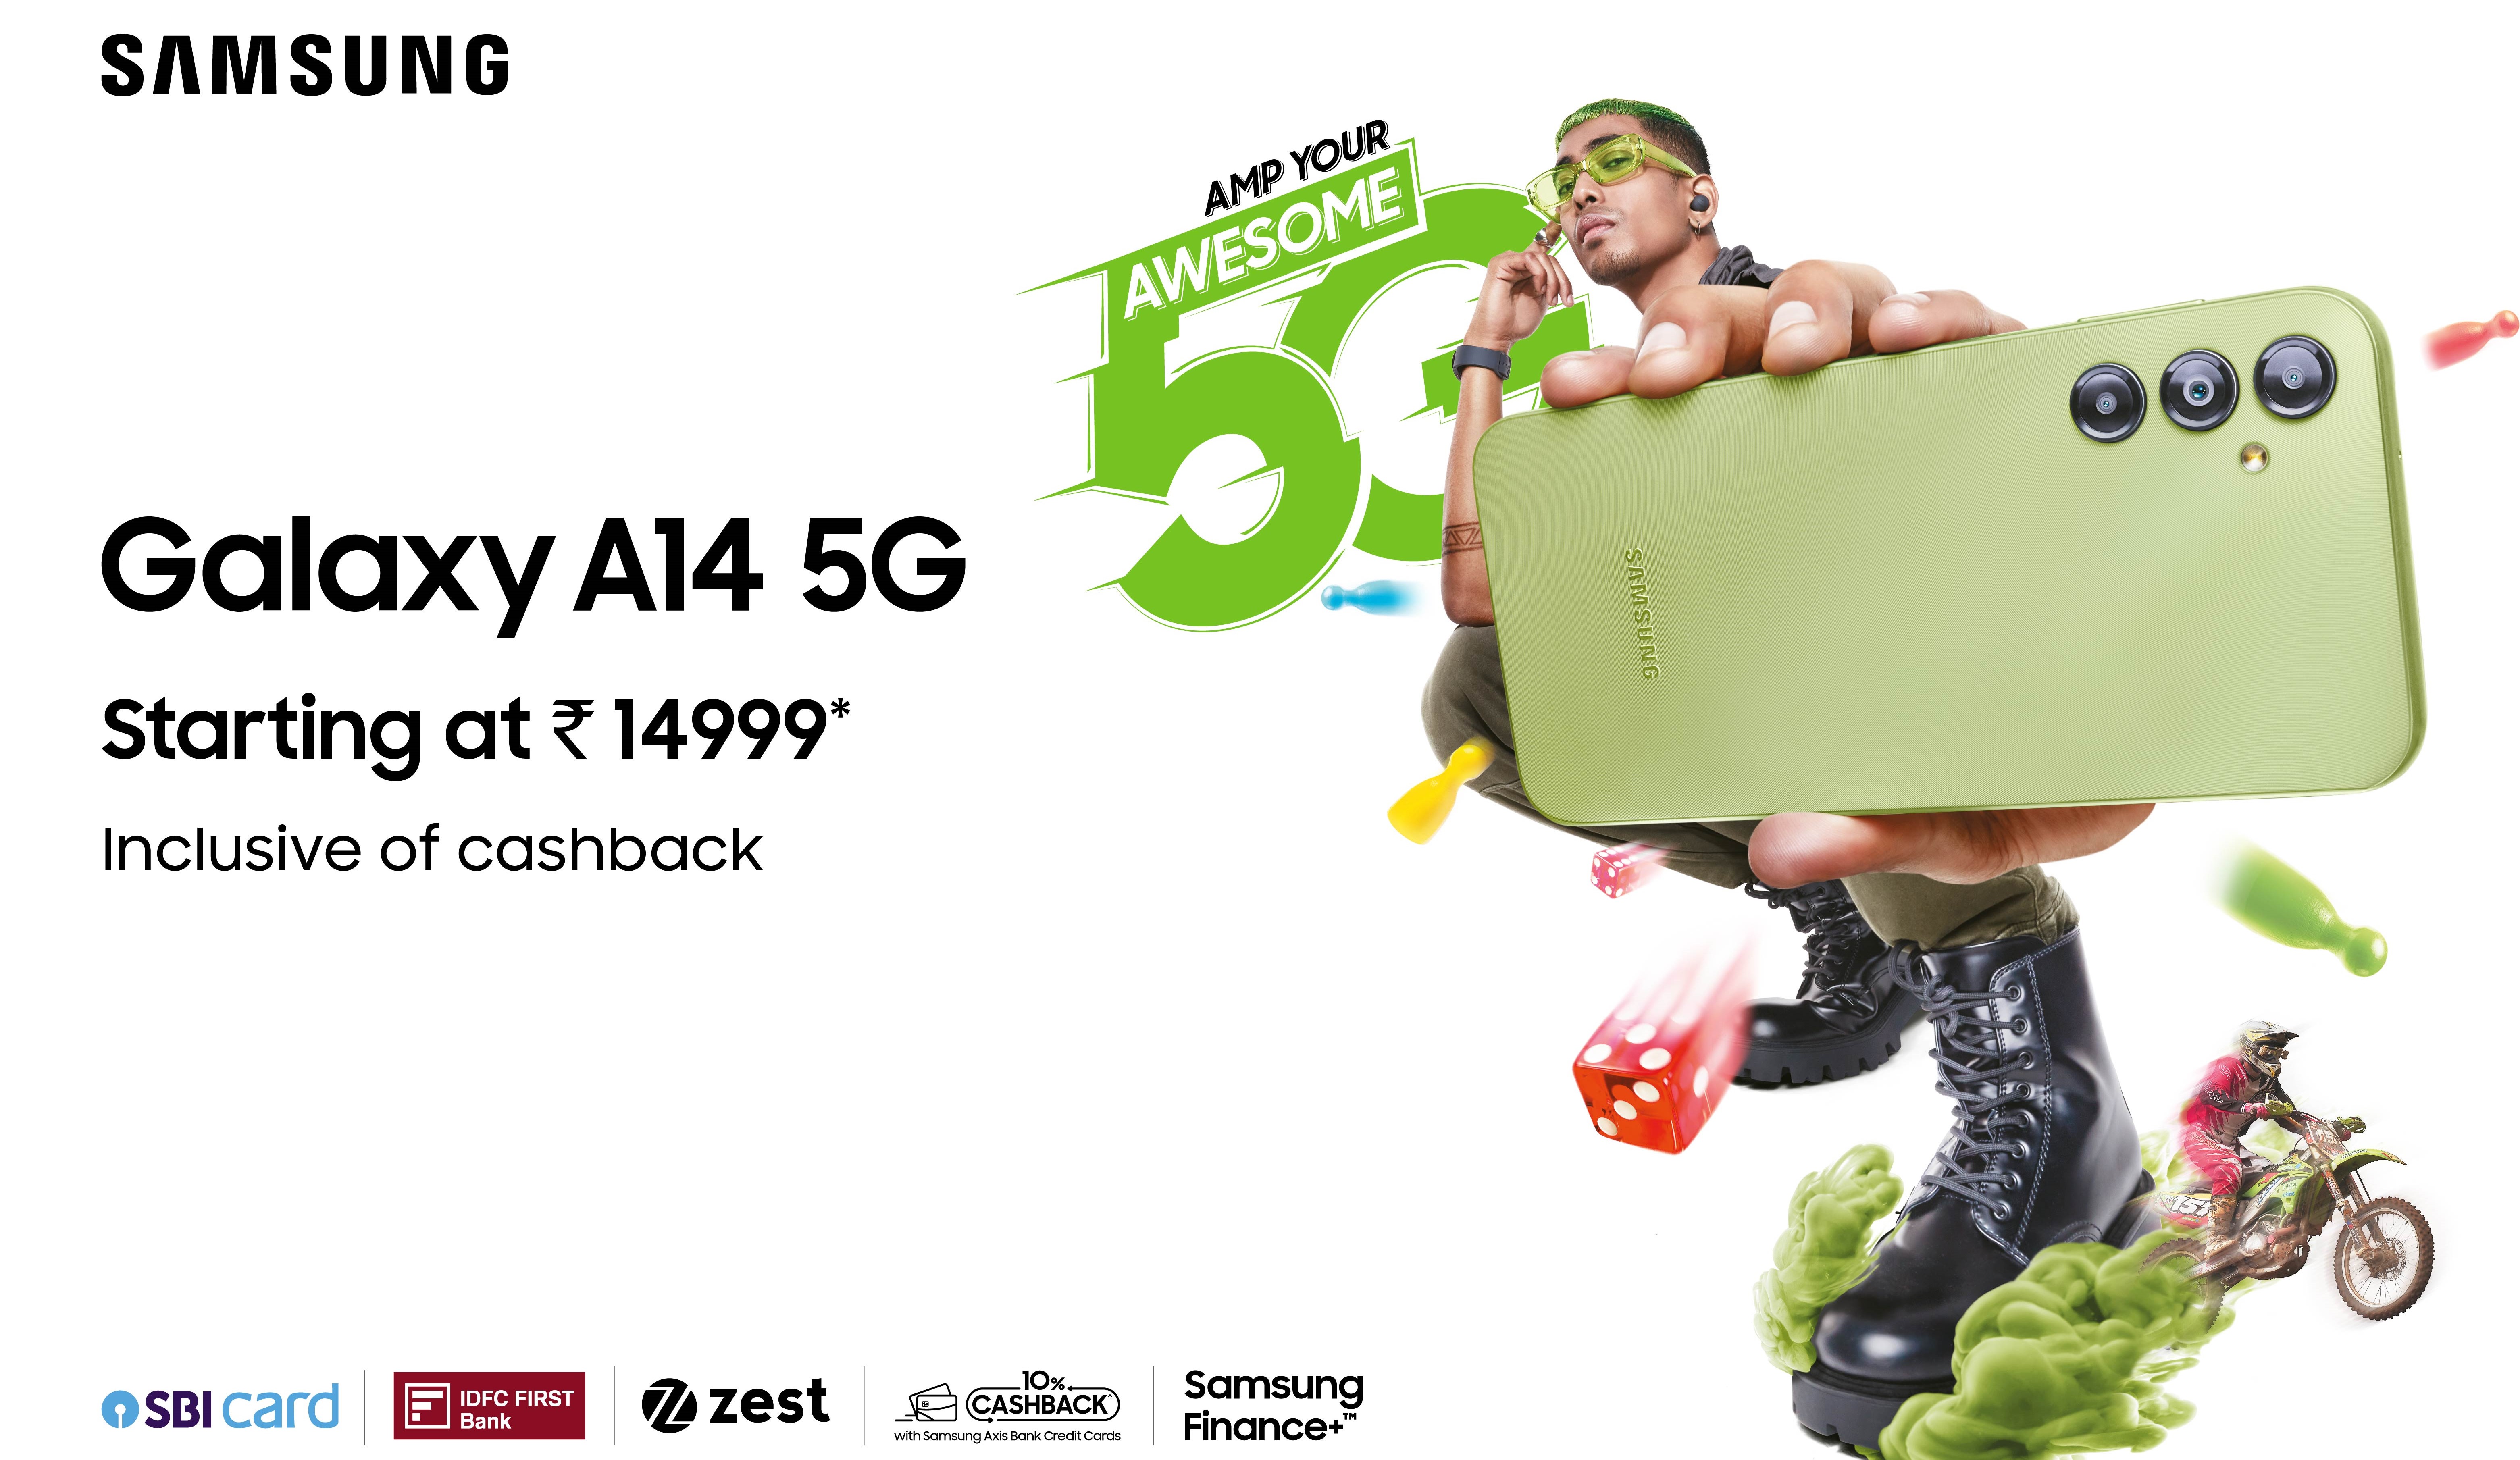 SAMSUNG
AMP YOUR
AWESOME
5G
Galaxy A14 5G
Starting at ₹ 14999*
Inclusive of cashback
SAMSUNG
SBI card
IDFC FIRST
Bank
zest
10%
CASHBACK^
with Samsung Axis Bank Credit Cards
Samsung
Finance+™